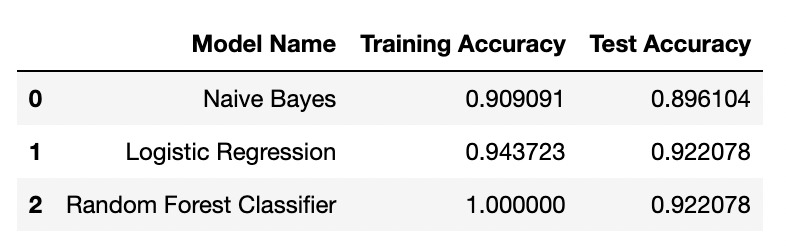 Model Name Training Accuracy Test Accuracy
0 Naive Bayes 0.909091 0.896104
1 Logistic Regression 0.943723 0.922078
2 Random Forest Classifier 1.000000 0.922078